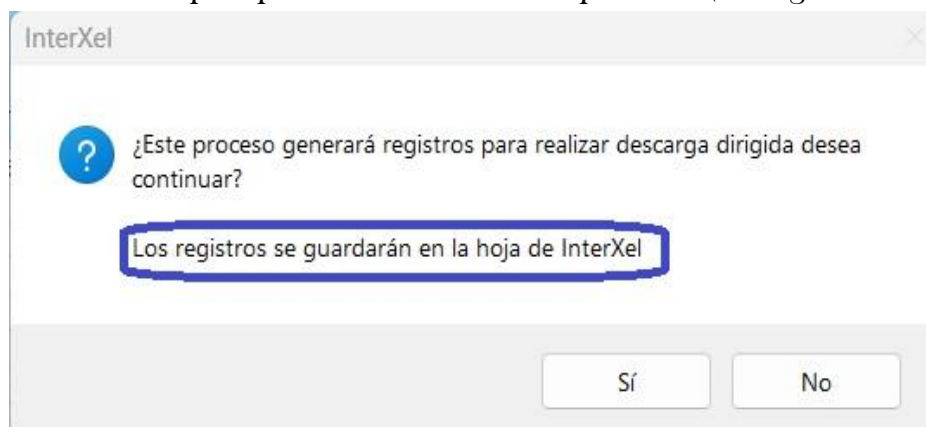 InterXel
¿Este proceso generará registros para realizar descarga dirigida desea
continuar?
Los registros se guardarán en la hoja de InterXel
Sí
No